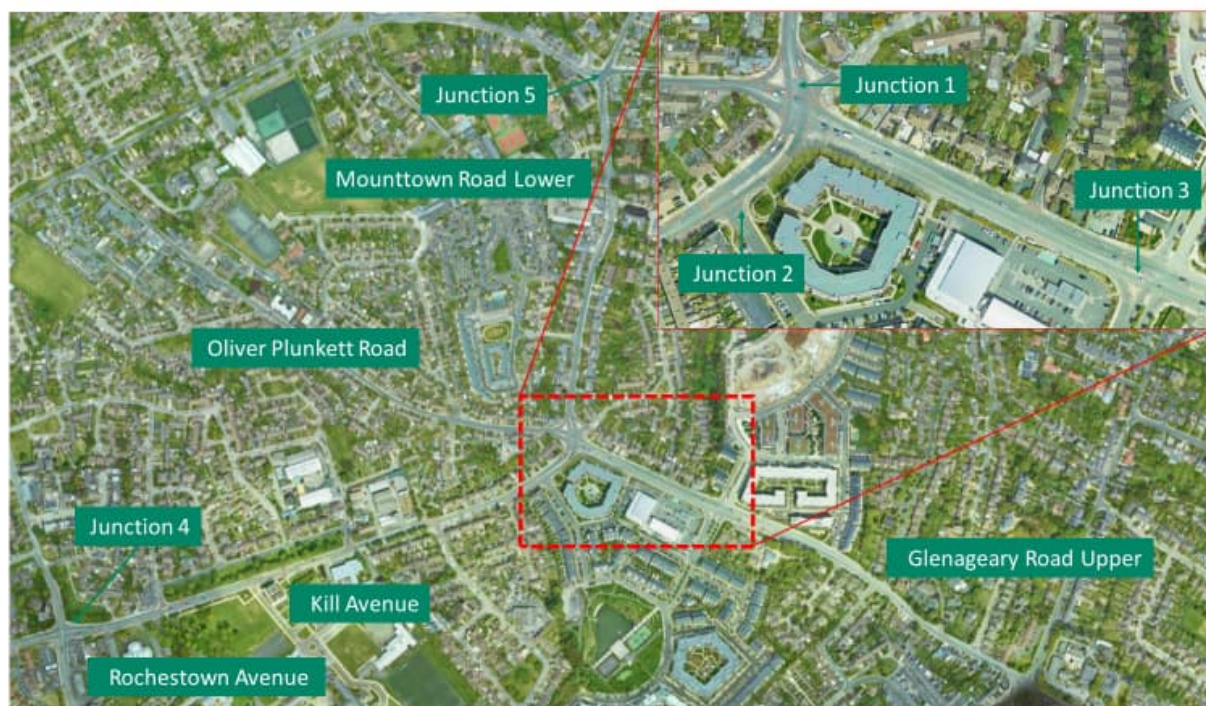 Junction 5
Junction 1
Mounttown Road Lower
Junction 3
Junction 2
Oliver Plunkett Road
Junction 4
Glenageary Road Upper
Kill Avenue
Rochestown Avenue